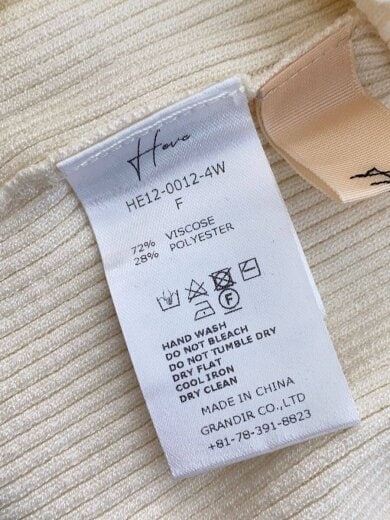 Heve
HE12-0012-4W
F
72% VISCOSE
28% POLYESTER
F
HAND WASH
DO NOT BLEACH
DO NOT TUMBLE DRY
DRY FLAT
COOL IRON
DRY CLEAN
MADE IN CHINA
GRANDIR CO.,LTD
+81-78-391-8823